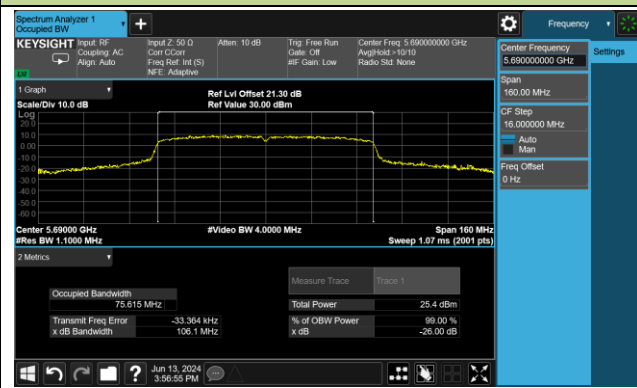 Spectrum Analyzer 1
Occupied BW
+
Frequency
KEYSIGHT
Input: RF
Coupling: AC
Align: Auto
Input Z: 50 Ω
Corr CCorr
Freq Ref: Int (S)
NFE: Adaptive
Atten: 10 dB
Trig: Free Run
Gate: Off
#IF Gain: Low
Center Freq: 5.690000000 GHz
Avg|Hold:>10/10
Radio Std: None
Center Frequency
5.690000000 GHz
Settings
Span
160.00 MHz
CF Step
16.000000 MHz
Auto
Man
Freq Offset
0 Hz
1 Graph
Scale/Div 10.0 dB
Ref Lvl Offset 21.30 dB
Ref Value 30.00 dBm
Log
20.0
10.0
0.00
-10.0
-20.0
-30.0
-40.0
-50.0
-60.0
Center 5.69000 GHz
#Res BW 1.1000 MHz
#Video BW 4.0000 MHz
Span 160 MHz
Sweep 1.07 ms (2001 pts)
2 Metrics
Measure Trace
Trace 1
Occupied Bandwidth
75.615 MHz
Total Power
25.4 dBm
Transmit Freq Error
-33.364 kHz
% of OBW Power
99.00 %
x dB Bandwidth
106.1 MHz
x dB
-26.00 dB
?
Jun 13, 2024
3:56:55 PM